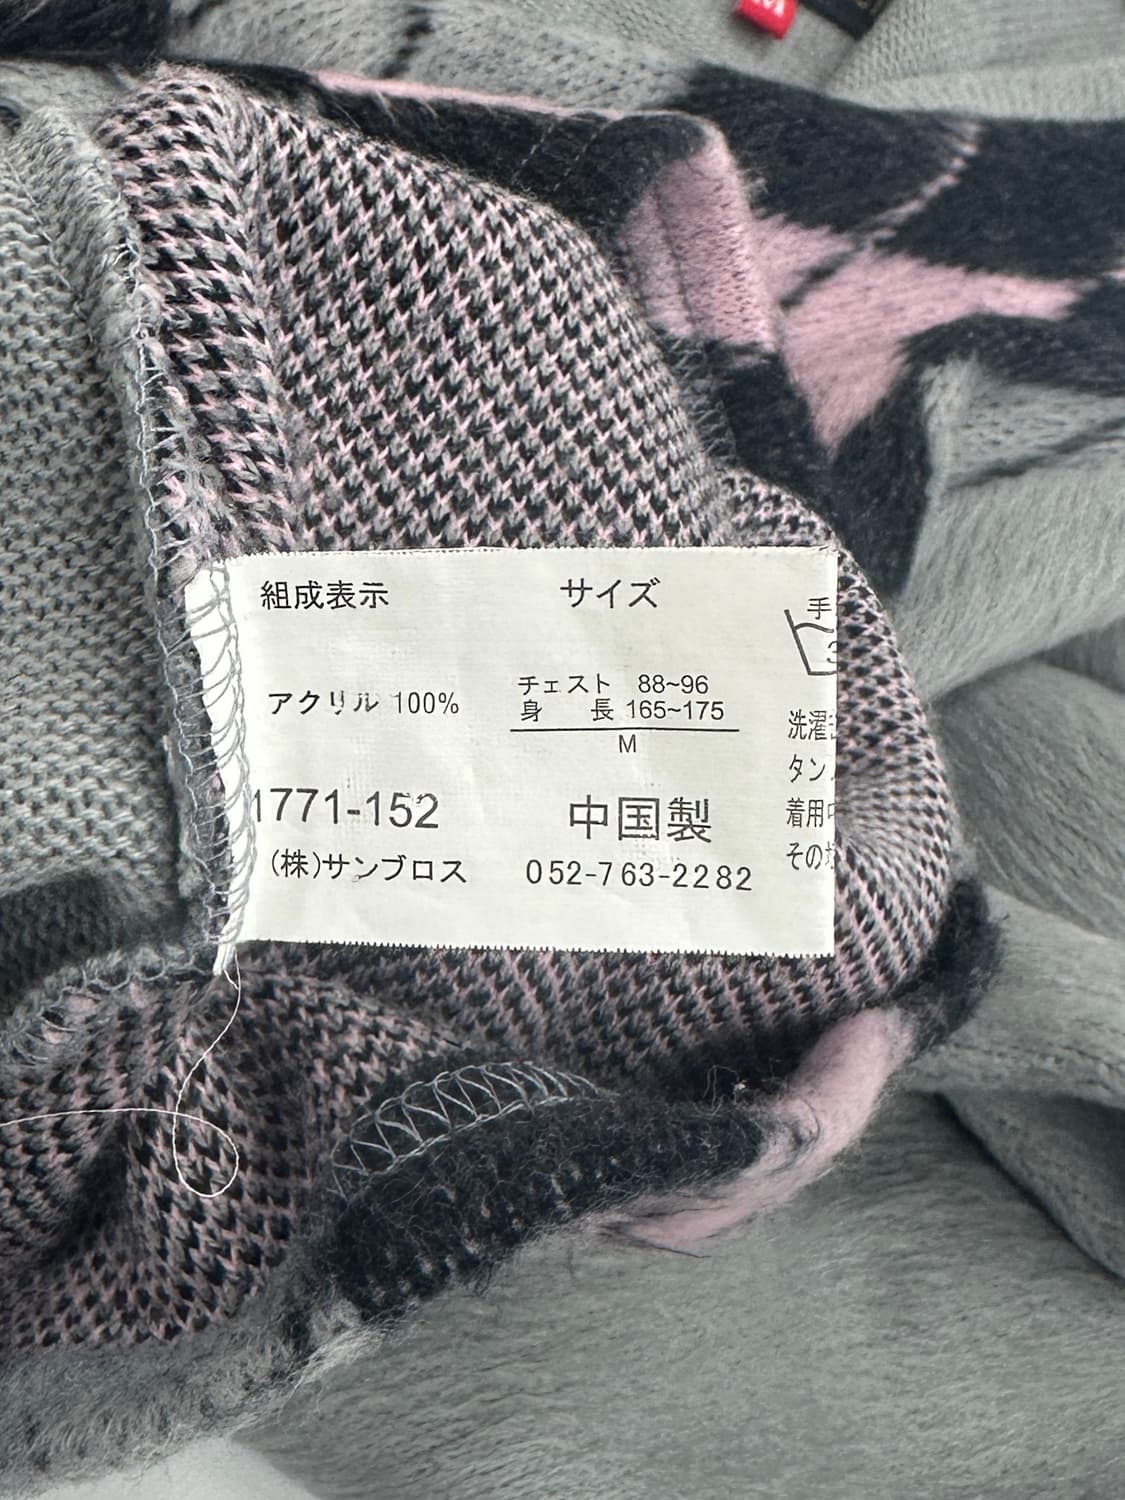 組成表示
アクリル 100%
1771-152
(株)サンブロス
サイズ
チェスト 88~96
身 長 165~175
M
中国製
052-763-2282
手
3
洗濯
タン
着用
その
M